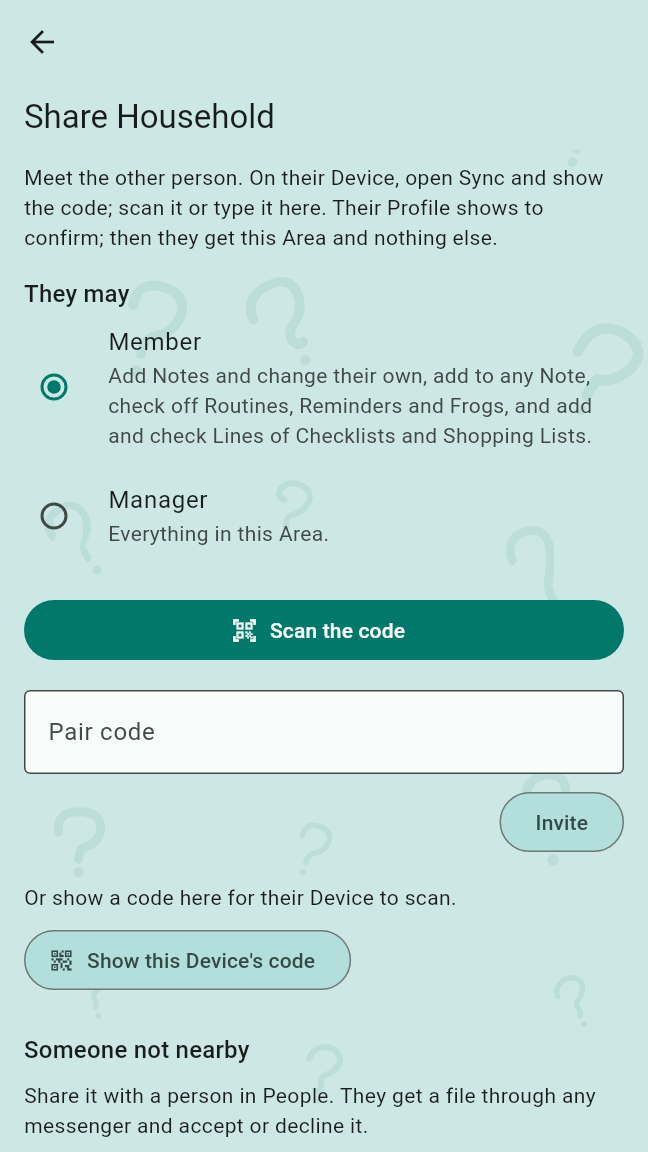 Share Household
Meet the other person. On their Device, open Sync and show
the code; scan it or type it here. Their Profile shows to
confirm; then they get this Area and nothing else.
They may
Member
Add Notes and change their own, add to any Note,
check off Routines, Reminders and Frogs, and add
and check Lines of Checklists and Shopping Lists.
Manager
Everything in this Area.
Scan the code
Pair code
Invite
Or show a code here for their Device to scan.
Show this Device's code
Someone not nearby
Share it with a person in People. They get a file through any
messenger and accept or decline it.